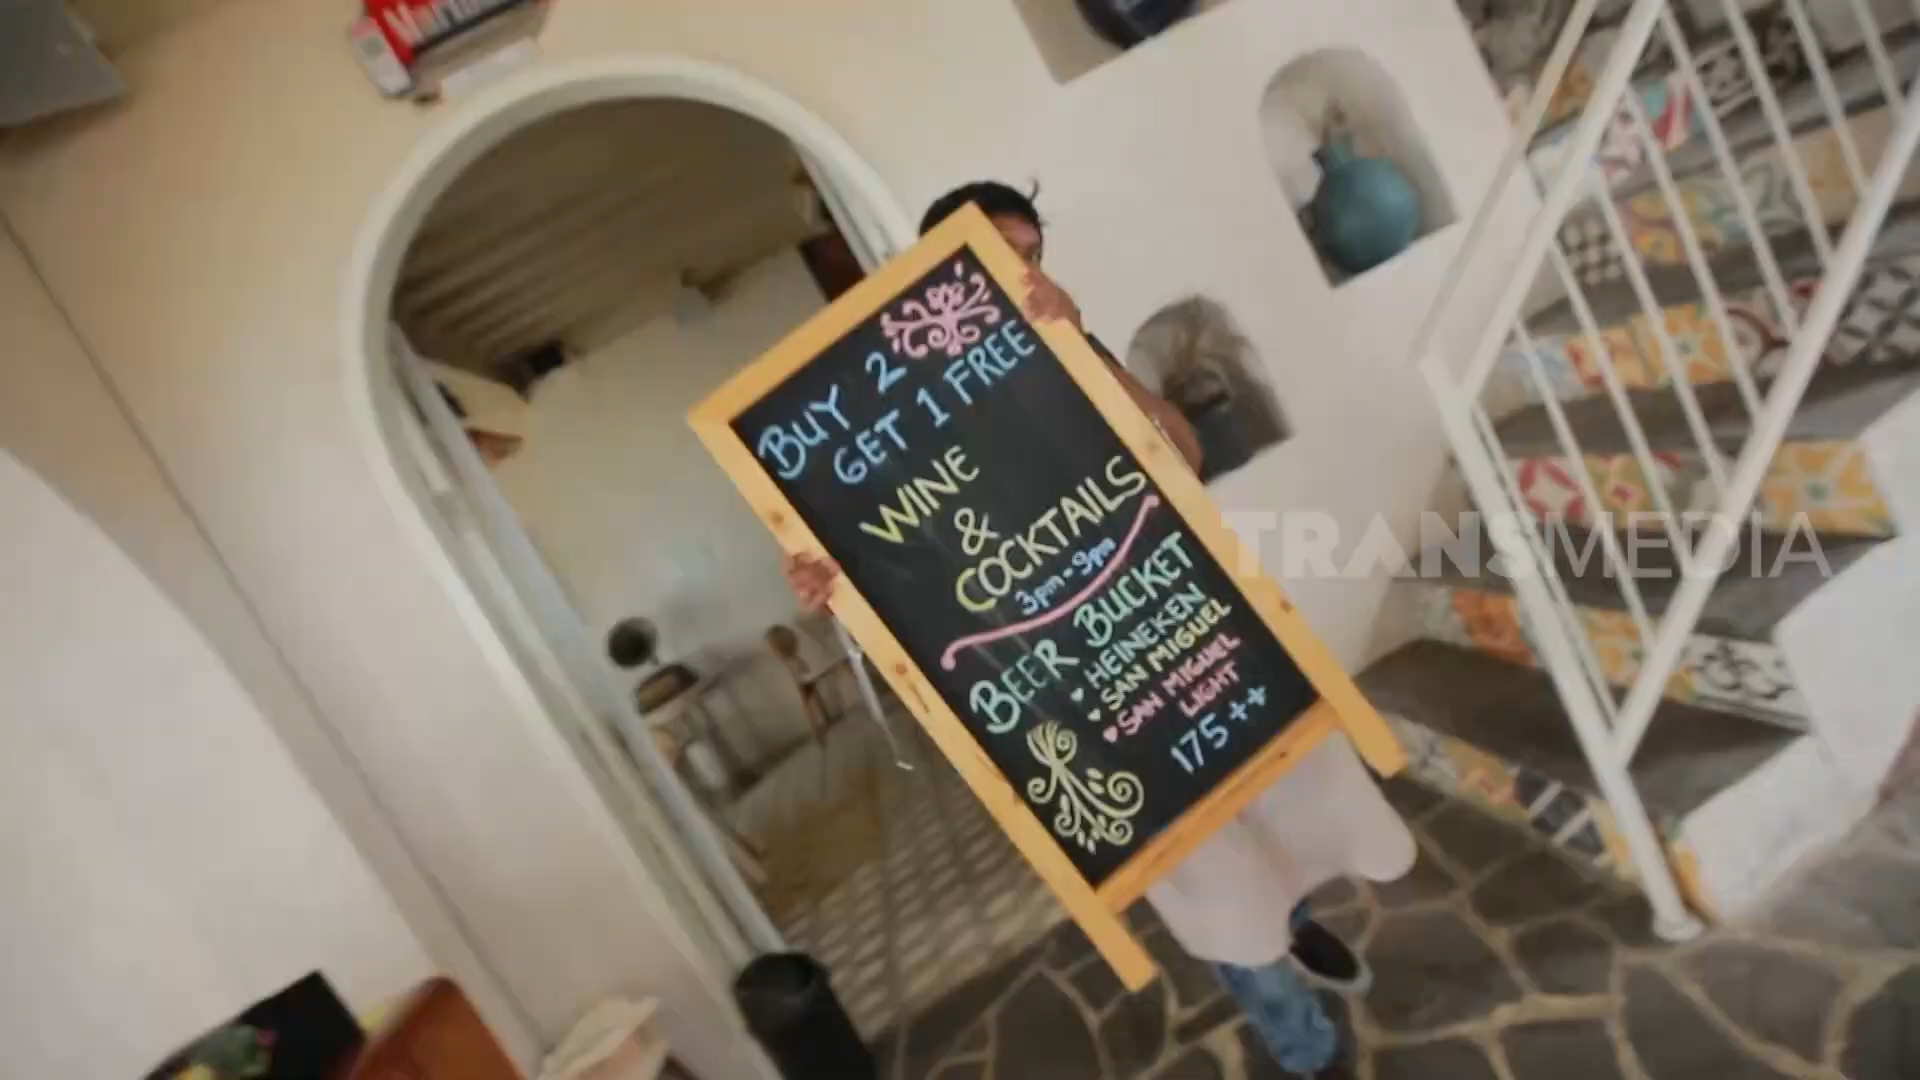 Martini
BUY 2
GET 1 FREE
WINE
&
COCKTAILS
3pm - 9pm
BEER BUCKET
HEINEKEN
SAN MIGUEL
SAN MIGUEL
LIGHT
175 ++
TRANSMEDIA